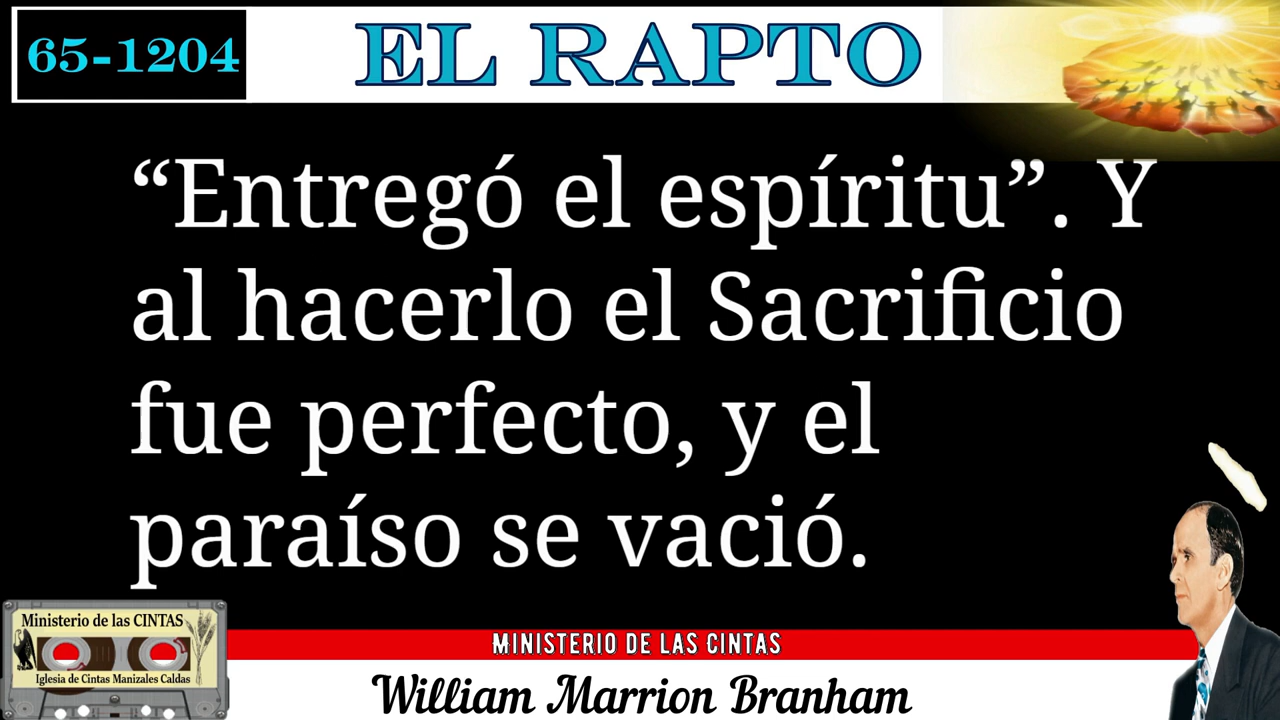 65-1204
EL RAPTO
“Entregó el espíritu”. Y
al hacerlo el Sacrificio
fue perfecto, y el
paraíso se vació.
Ministerio de las CINTAS
Iglesia de Cintas Manizales Caldas
MINISTERIO DE LAS CINTAS
William Marrion Branham